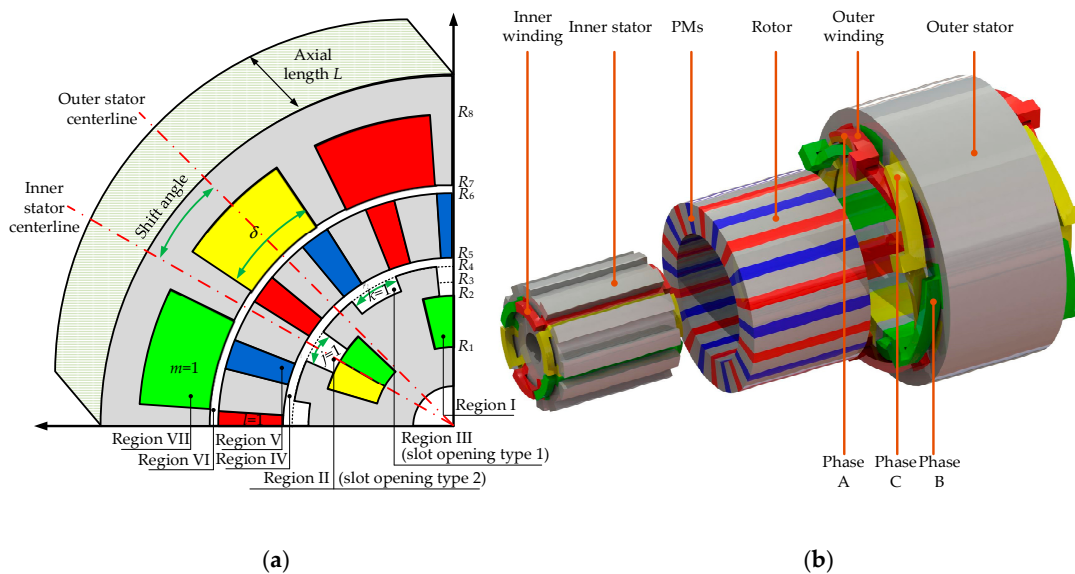 Axial
length L
Outer stator
centerline
Inner
stator
centerline
Shift angle
δ
R8
R7
R6
R5
R4
R3
R2
R1
k=1
j=1
m=1
Region I
Region VII
Region V
Region III
Region VI
Region IV
(slot opening type 1)
Region II (slot opening type 2)
(a)
Inner
winding
Inner stator
PMs
Rotor
Outer
winding
Outer stator
Phase
A
Phase
C
Phase
B
(b)